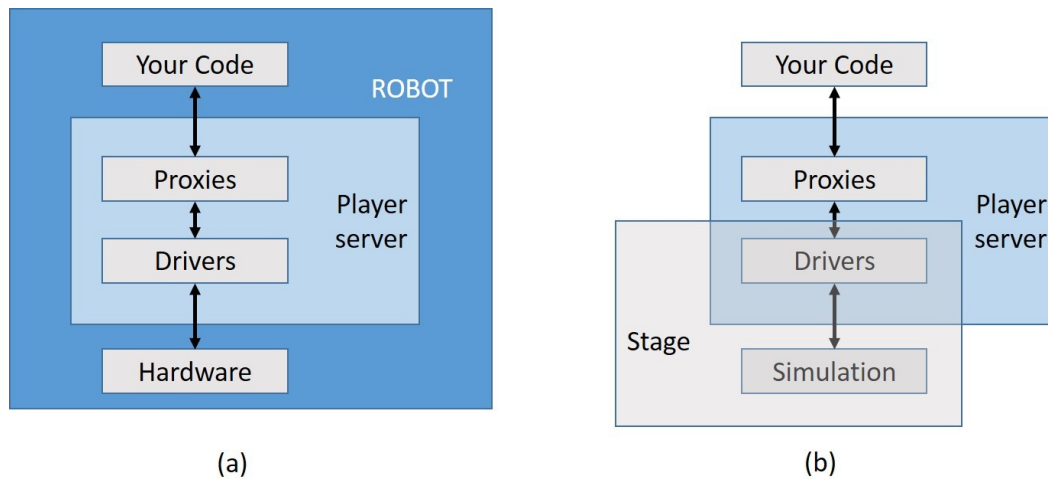 Your Code
ROBOT
Proxies
Player
server
Drivers
Hardware
(a)
Your Code
Proxies
Player
server
Drivers
Stage
Simulation
(b)